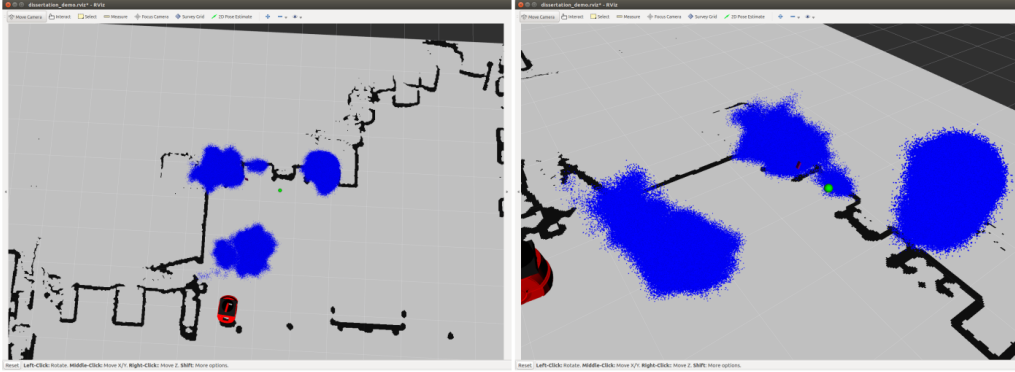 dissertation_demo.rviz* - RViz
Move Camera Interact Select Measure Focus Camera Survey Grid 2D Pose Estimate
Reset Left-Click: Rotate. Middle-Click: Move X/Y. Right-Click: Move Z. Shift: More options.
dissertation_demo.rviz* - RViz
Move Camera Interact Select Measure Focus Camera Survey Grid 2D Pose Estimate
Reset Left-Click: Rotate. Middle-Click: Move X/Y. Right-Click: Move Z. Shift: More options.